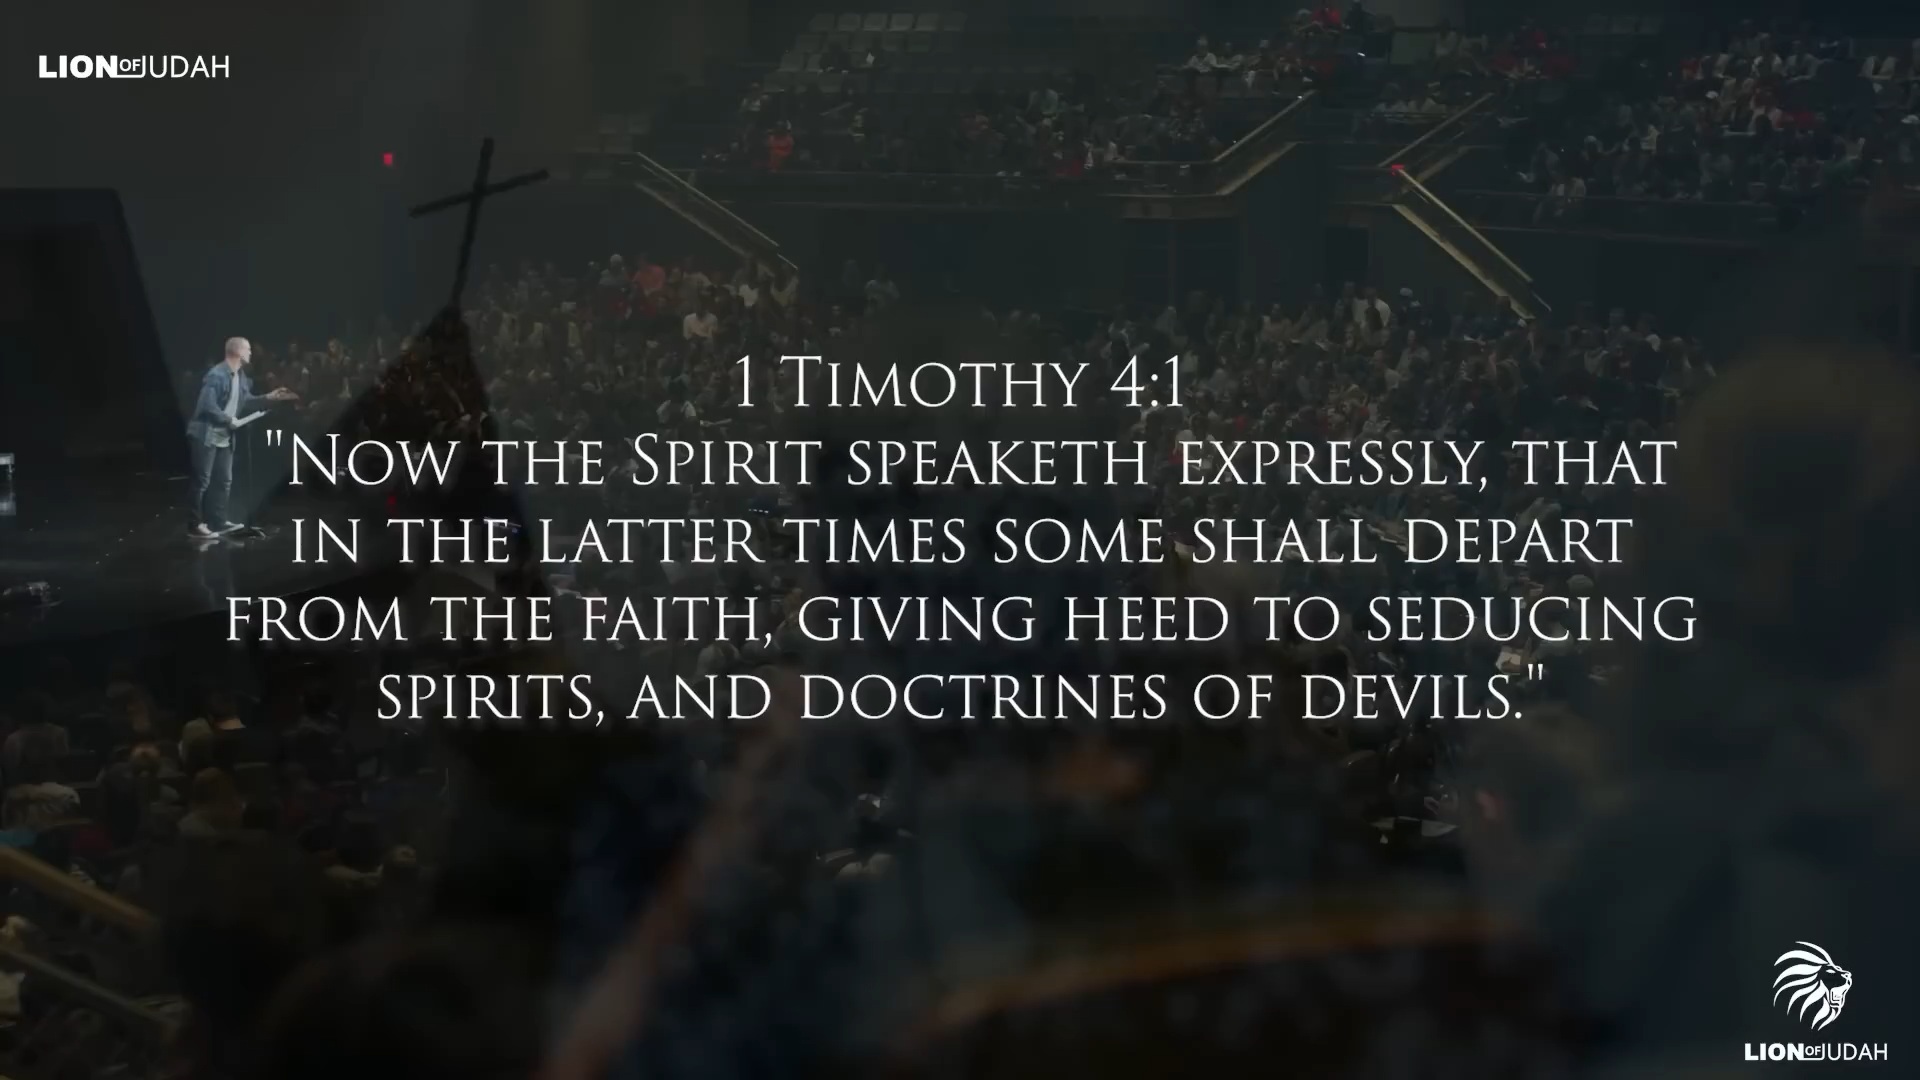 LION OF JUDAH
1 Timothy 4:1
"Now the Spirit speaketh expressly, that
in the latter times some shall depart
from the faith, giving heed to seducing
spirits, and doctrines of devils."
LION OF JUDAH